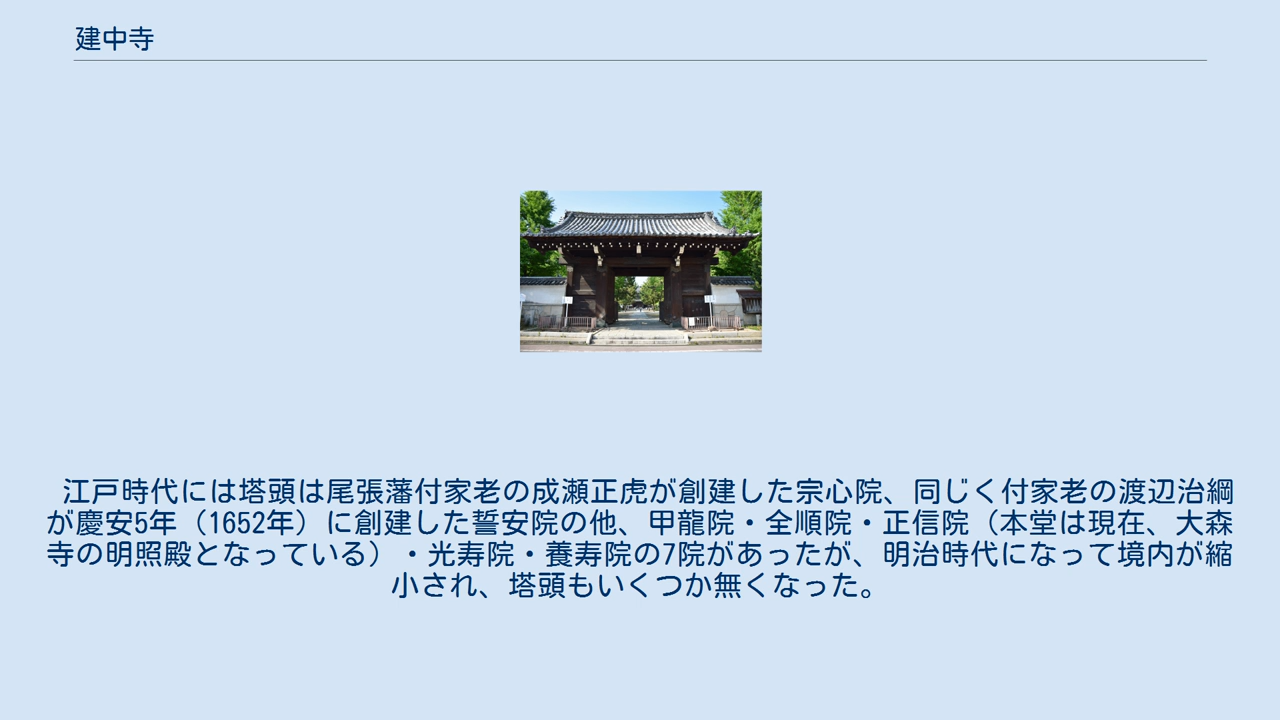 建中寺
江戸時代には塔頭は尾張藩付家老の成瀬正虎が創建した宗心院、同じく付家老の渡辺治綱
が慶安5年（1652年）に創建した誓安院の他、甲龍院・全順院・正信院（本堂は現在、大森
寺の明照殿となっている）・光寿院・養寿院の7院があったが、明治時代になって境内が縮
小され、塔頭もいくつか無くなった。